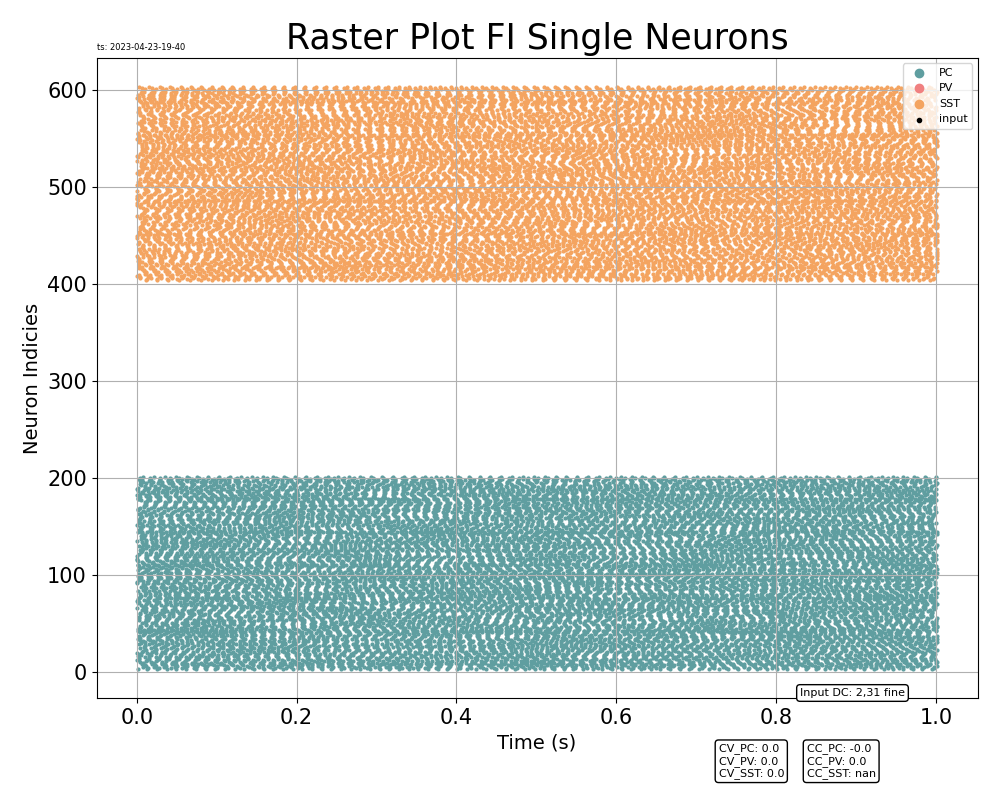 Raster Plot FI Single Neurons
ts: 2023-04-23-19-40
PC
PV
SST
input
600
500
400
300
200
100
0
Neuron Indicies
0.0 0.2 0.4 0.6 0.8 1.0
Time (s)
Input DC: 2,31 fine
CV_PC: 0.0
CV_PV: 0.0
CV_SST: 0.0
CC_PC: -0.0
CC_PV: 0.0
CC_SST: nan